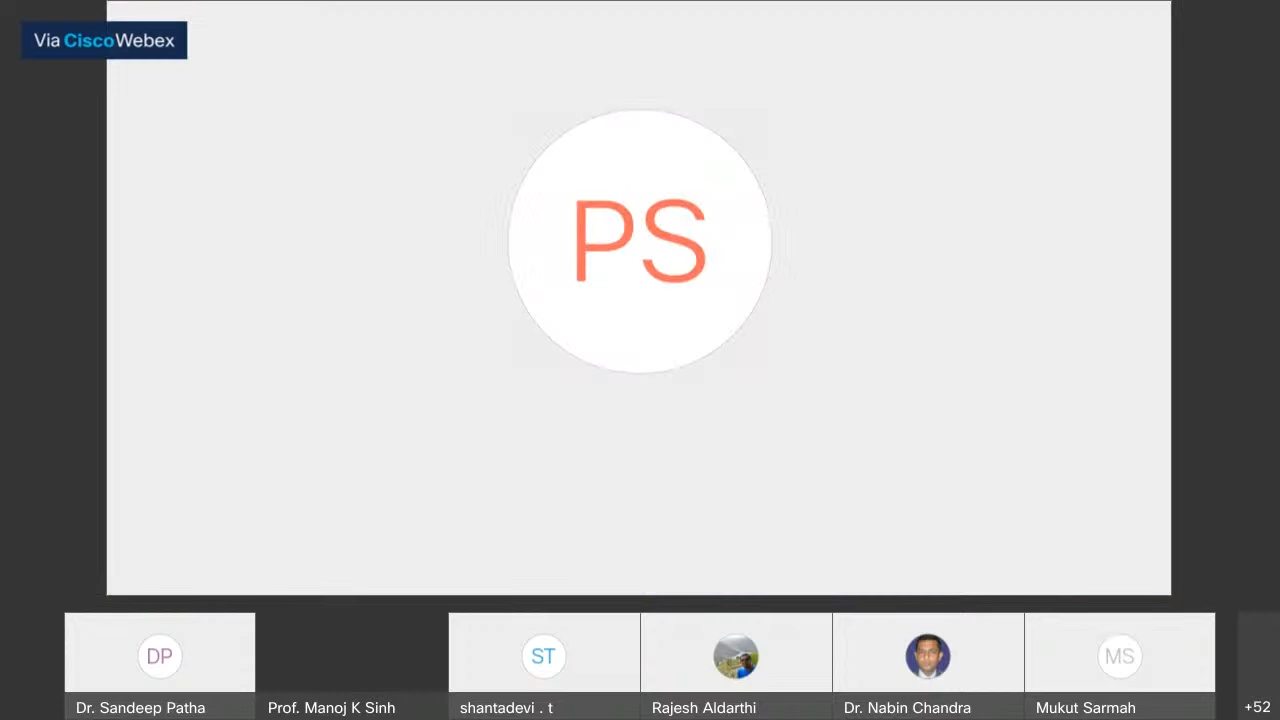 Via CiscoWebex
PS
DP
ST
MS
Dr. Sandeep Patha
Prof. Manoj K Sinh
shantadevi . t
Rajesh Aldarthi
Dr. Nabin Chandra
Mukut Sarmah
+52